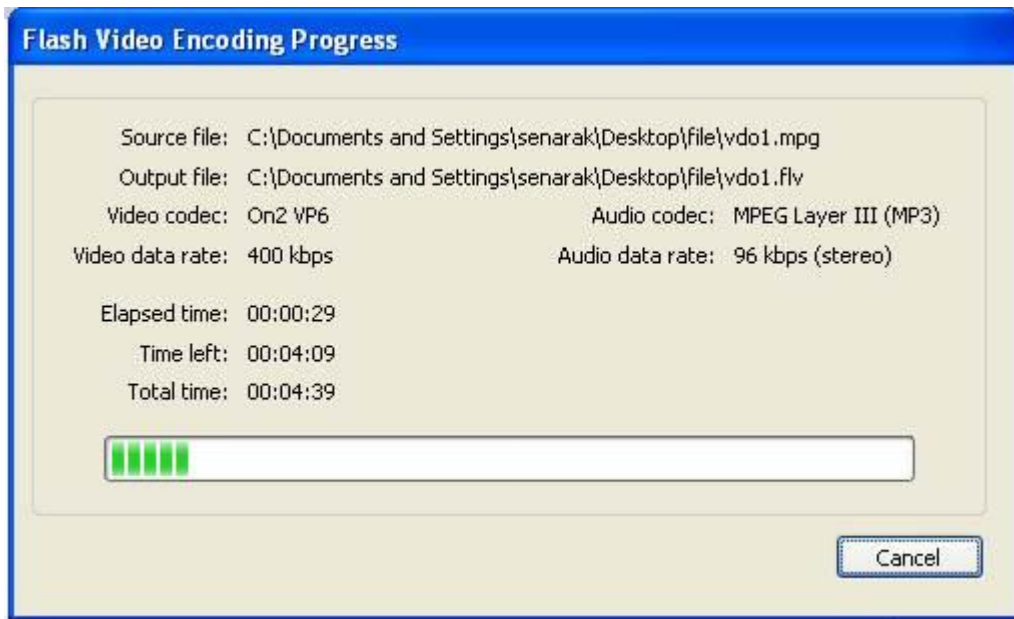 Flash Video Encoding Progress
Source file: C:\Documents and Settings\senarak\Desktop\file\vdo1.mpg
Output file: C:\Documents and Settings\senarak\Desktop\file\vdo1.flv
Video codec: On2 VP6 Audio codec: MPEG Layer III (MP3)
Video data rate: 400 kbps Audio data rate: 96 kbps (stereo)
Elapsed time: 00:00:29
Time left: 00:04:09
Total time: 00:04:39
Cancel